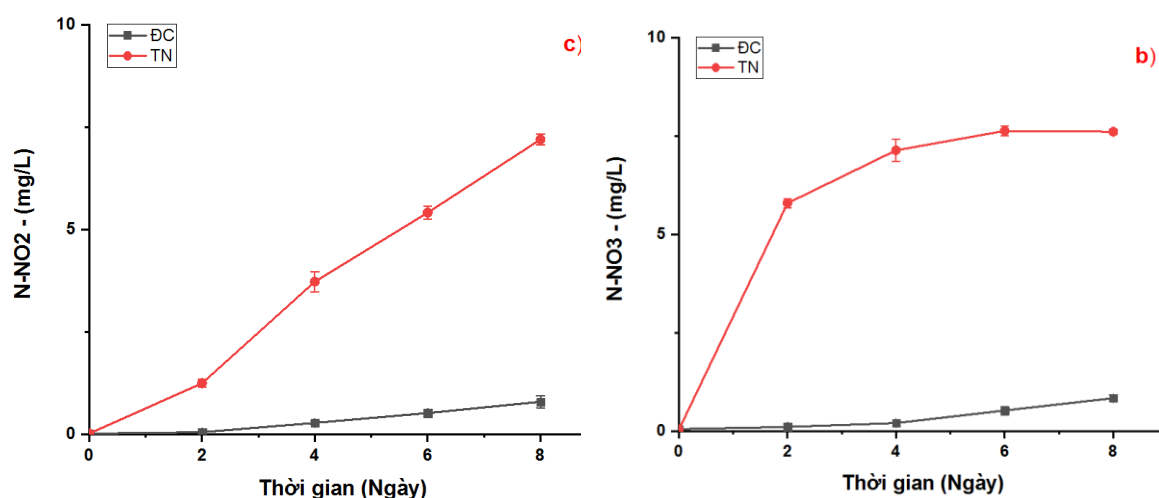 ĐC
TN
c)
10
5
0
N-NO2 - (mg/L)
0 2 4 6 8
Thời gian (Ngày)
ĐC
TN
b)
10
5
0
N-NO3 - (mg/L)
0 2 4 6 8
Thời gian (Ngày)